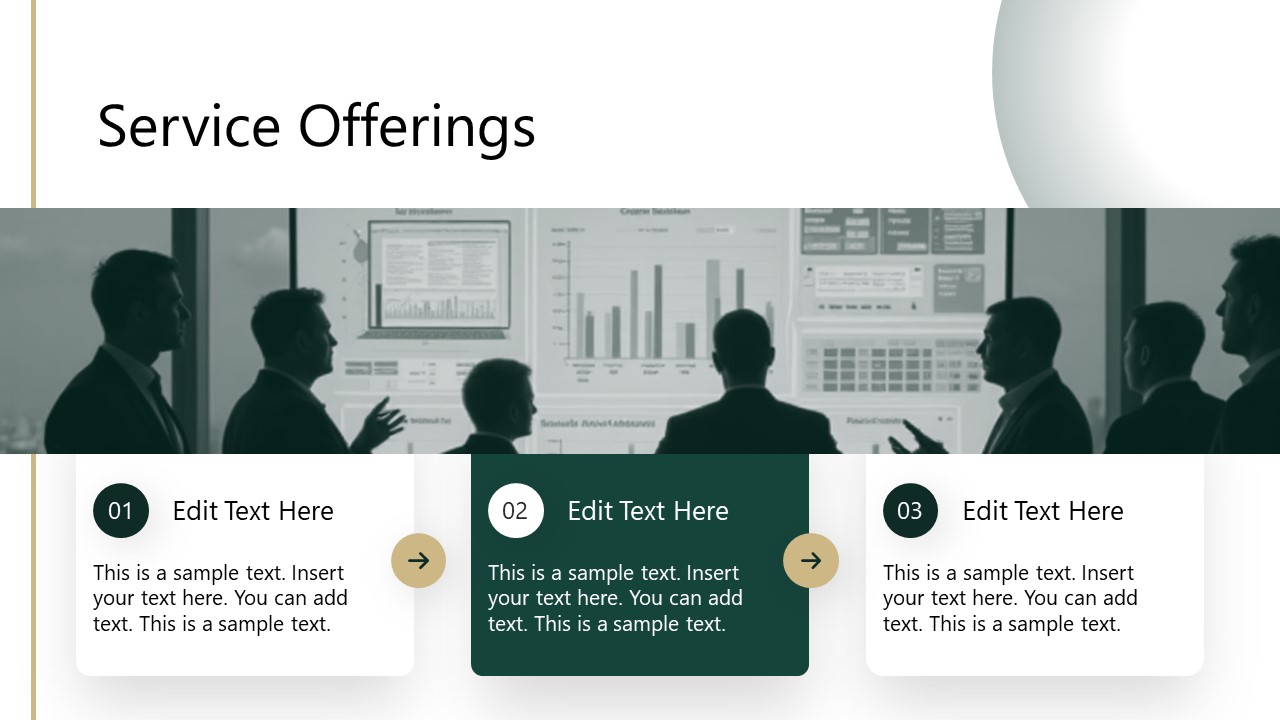 Service Offerings
01
Edit Text Here
This is a sample text. Insert
your text here. You can add
text. This is a sample text.
02
Edit Text Here
This is a sample text. Insert
your text here. You can add
text. This is a sample text.
03
Edit Text Here
This is a sample text. Insert
your text here. You can add
text. This is a sample text.